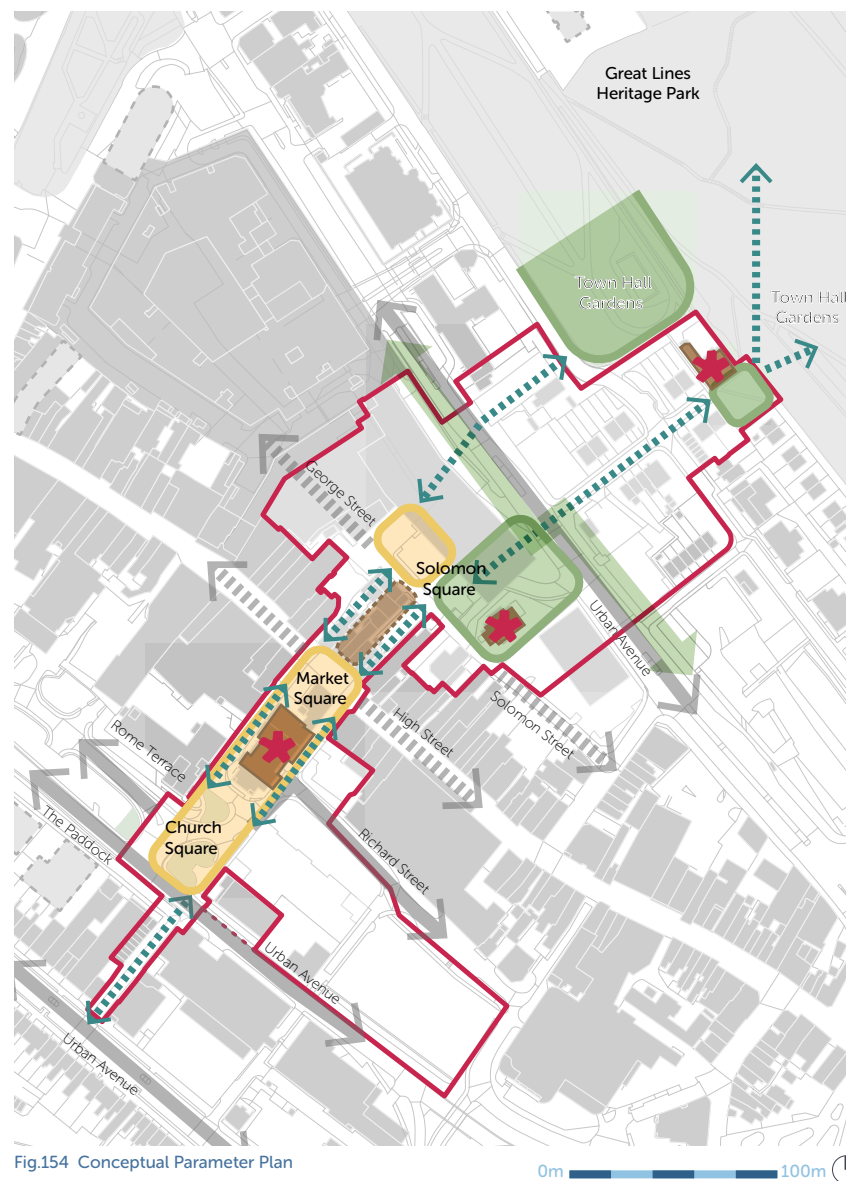 Great Lines
Heritage Park
Town Hall
Gardens
Town Hall
Gardens
George Street
Solomon
Square
Urban Avenue
Market
Square
Solomon Street
High Street
Rome Terrace
The Paddock
Church
Square
Richard Street
Urban Avenue
Urban Avenue
Fig.154 Conceptual Parameter Plan
0m
100m